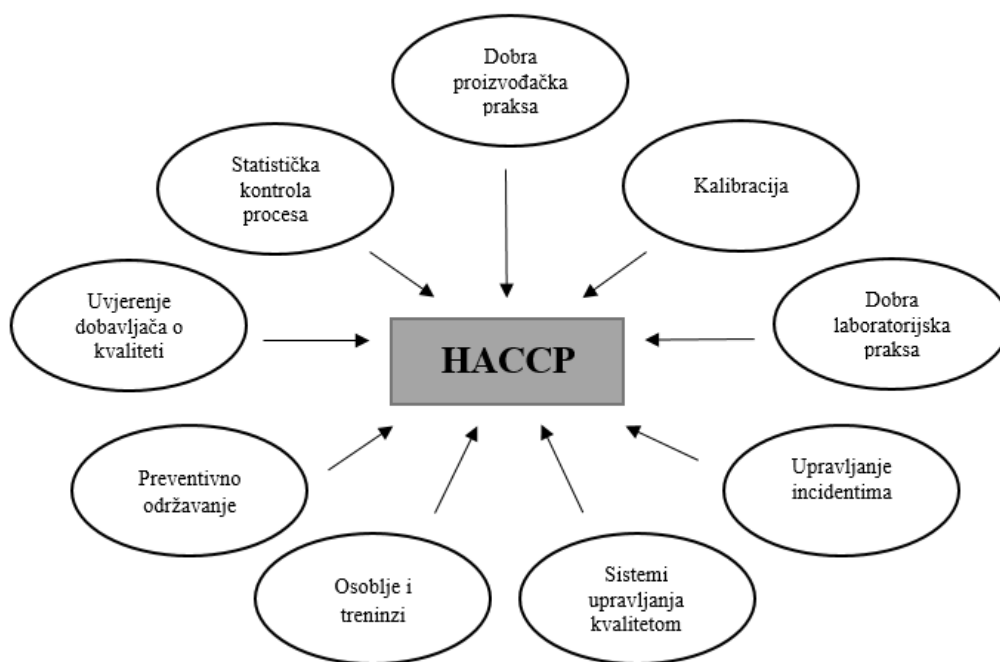 Dobra
proizvođačka
praksa
Statistička
kontrola
procesa
Kalibracija
Uvjerenje
dobavljača o
kvaliteti
Dobra
laboratorijska
praksa
HACCP
Preventivno
održavanje
Upravljanje
incidentima
Osoblje i
treninzi
Sistemi
upravljanja
kvalitetom